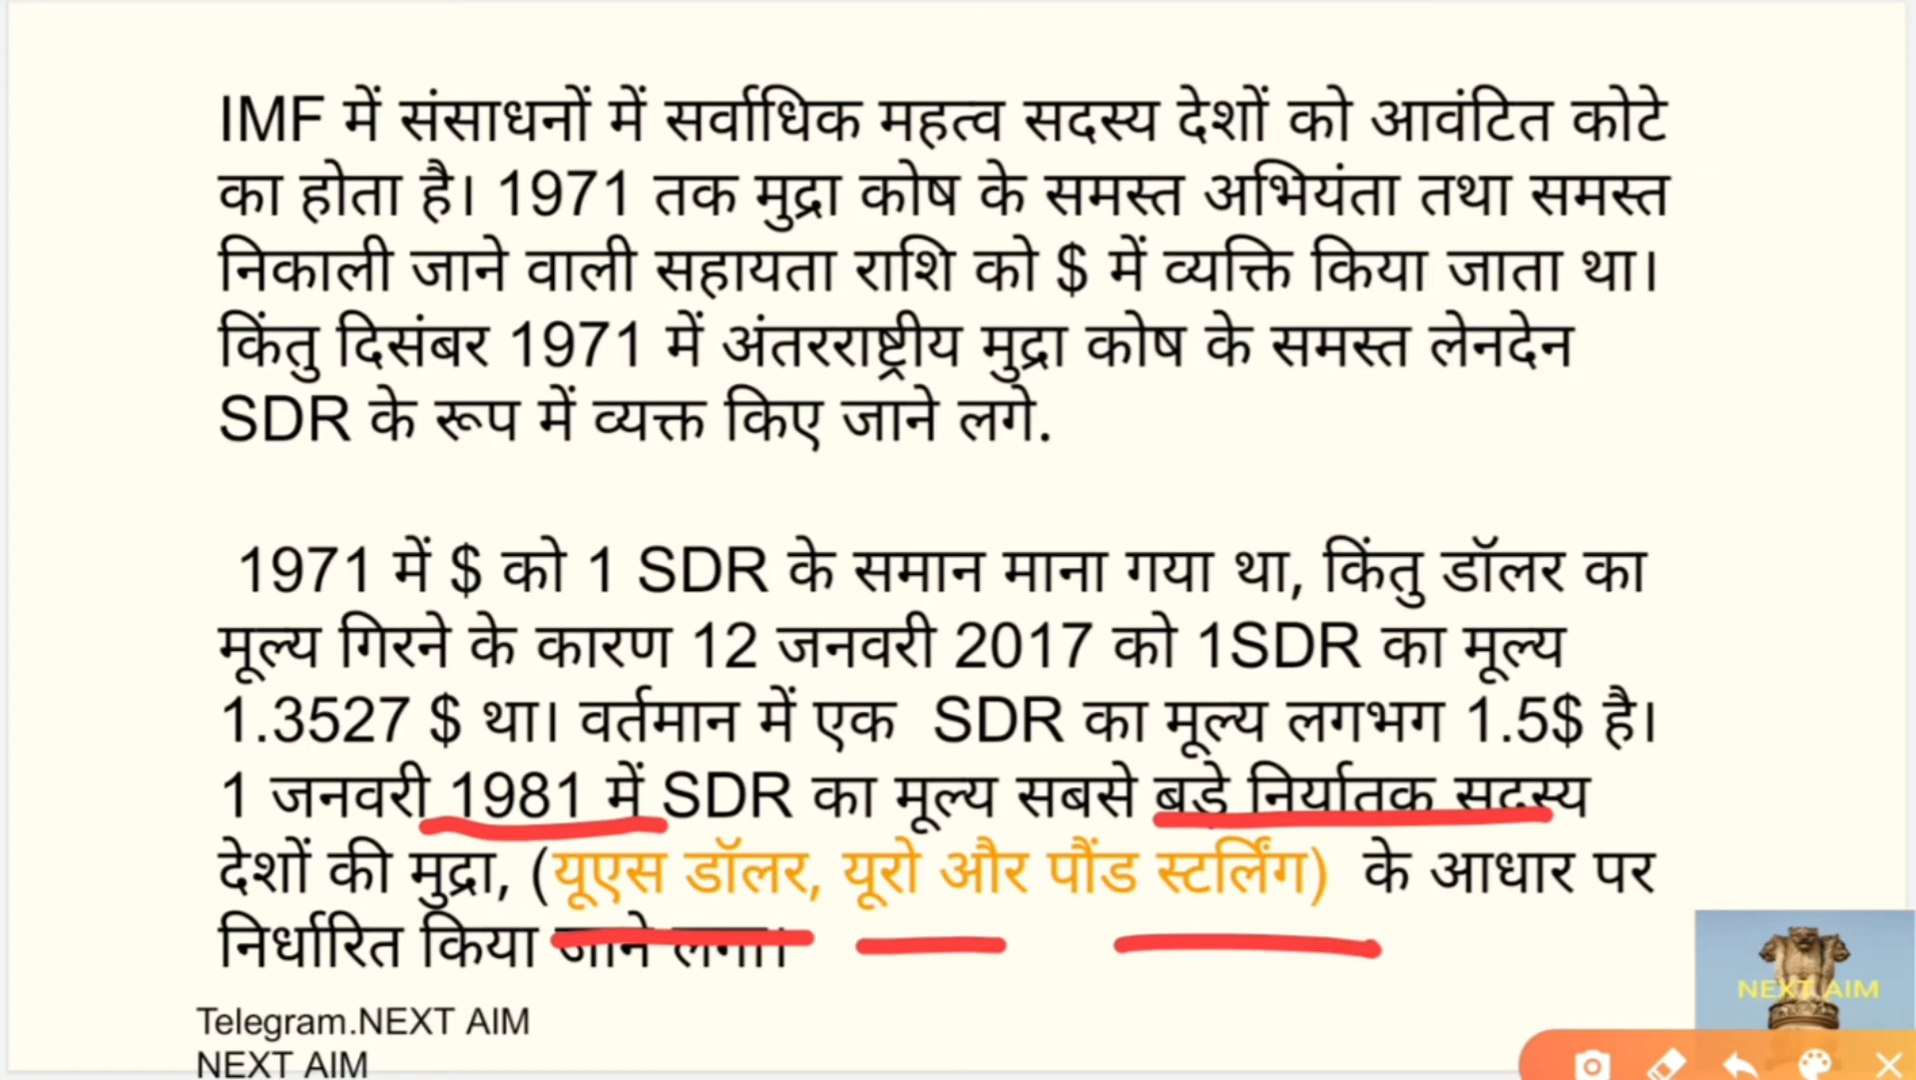 IMF में संसाधनों में सर्वाधिक महत्व सदस्य देशों को आवंटित कोटे
का होता है। 1971 तक मुद्रा कोष के समस्त अभियंता तथा समस्त
निकाली जाने वाली सहायता राशि को $ में व्यक्ति किया जाता था।
किंतु दिसंबर 1971 में अंतरराष्ट्रीय मुद्रा कोष के समस्त लेनदेन
SDR के रूप में व्यक्त किए जाने लगे.
1971 में $ को 1 SDR के समान माना गया था, किंतु डॉलर का
मूल्य गिरने के कारण 12 जनवरी 2017 को 1SDR का मूल्य
1.3527 $ था। वर्तमान में एक SDR का मूल्य लगभग 1.5$ है।
1 जनवरी 1981 में SDR का मूल्य सबसे बड़े निर्यातक सदस्य
देशों की मुद्रा, (यूएस डॉलर, यूरो और पौंड स्टर्लिंग) के आधार पर
निर्धारित किया जाने लगा।
Telegram.NEXT AIM
NEXT AIM
NEXT AIM